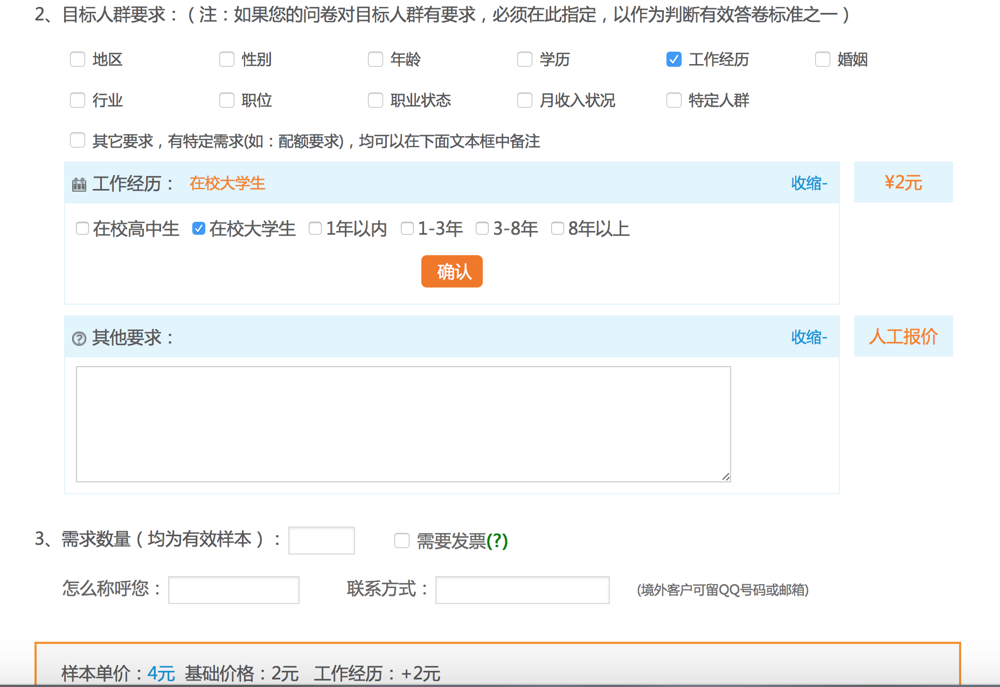 2、目标人群要求：（注：如果您的问卷对目标人群有要求，必须在此指定，以作为判断有效答卷标准之一）
地区 性别 年龄 学历 工作经历 婚姻
行业 职位 职业状态 月收入状况 特定人群
其它要求，有特定需求(如：配额要求)，均可以在下面文本框中备注
工作经历： 在校大学生 收缩- ¥2元
在校高中生 在校大学生 1年以内 1-3年 3-8年 8年以上
确认
其他要求： 收缩- 人工报价
3、需求数量（均为有效样本）： 需要发票(?)
怎么称呼您： 联系方式： (境外客户可留QQ号码或邮箱)
样本单价：4元 基础价格：2元 工作经历：+2元